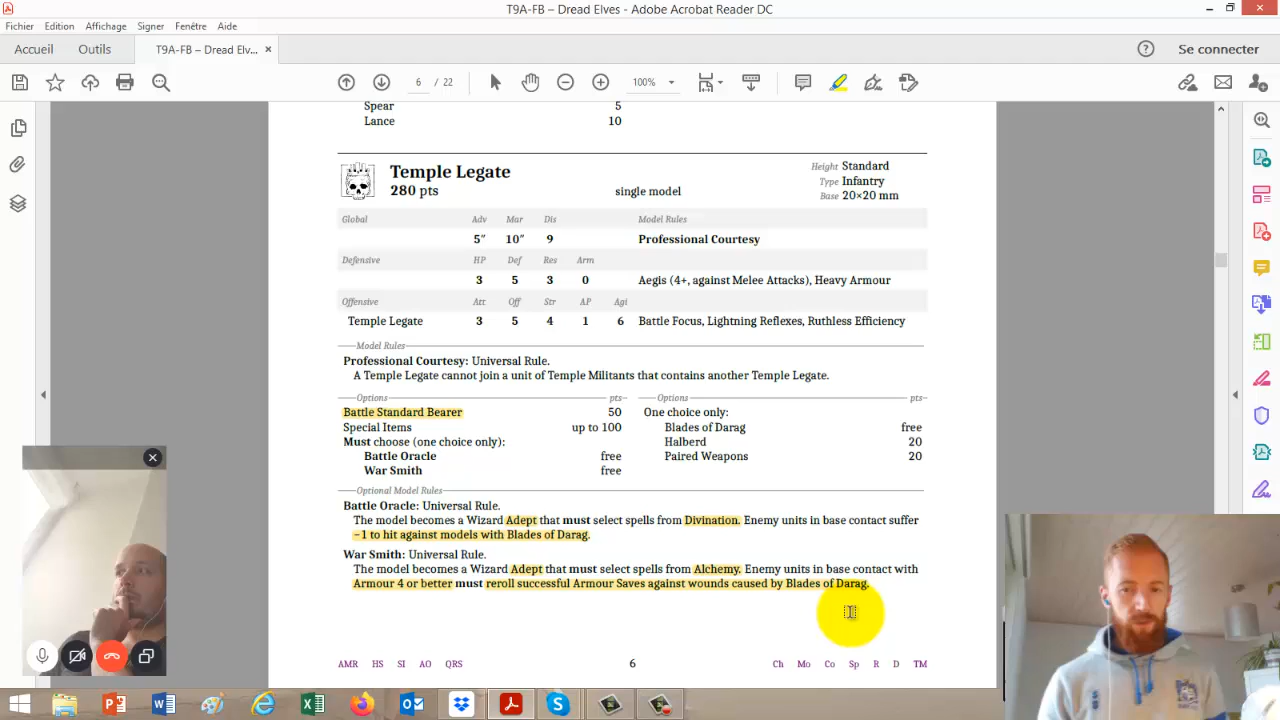 T9A-FB – Dread Elves - Adobe Acrobat Reader DC
Fichier Edition Affichage Signer Fenêtre Aide
Accueil Outils T9A-FB – Dread Elv... × Se connecter
6 / 22 100%
Spear 5
Lance 10
Temple Legate
280 pts single model
Height Standard
Type Infantry
Base 20×20 mm
Global Adv Mar Dis Model Rules
5″ 10″ 9 Professional Courtesy
Defensive HP Def Res Arm
3 5 3 0 Aegis (4+, against Melee Attacks), Heavy Armour
Offensive Att Off Str AP Agi
Temple Legate 3 5 4 1 6 Battle Focus, Lightning Reflexes, Ruthless Efficiency
Model Rules
Professional Courtesy: Universal Rule.
A Temple Legate cannot join a unit of Temple Militants that contains another Temple Legate.
Options pts
Battle Standard Bearer 50
Special Items up to 100
Must choose (one choice only):
Battle Oracle free
War Smith free
Options pts
One choice only:
Blades of Darag free
Halberd 20
Paired Weapons 20
Optional Model Rules
Battle Oracle: Universal Rule.
The model becomes a Wizard Adept that must select spells from Divination. Enemy units in base contact suffer
−1 to hit against models with Blades of Darag.
War Smith: Universal Rule.
The model becomes a Wizard Adept that must select spells from Alchemy. Enemy units in base contact with
Armour 4 or better must reroll successful Armour Saves against wounds caused by Blades of Darag.
AMR HS SI AO QRS 6 Ch Mo Co Sp R D TM